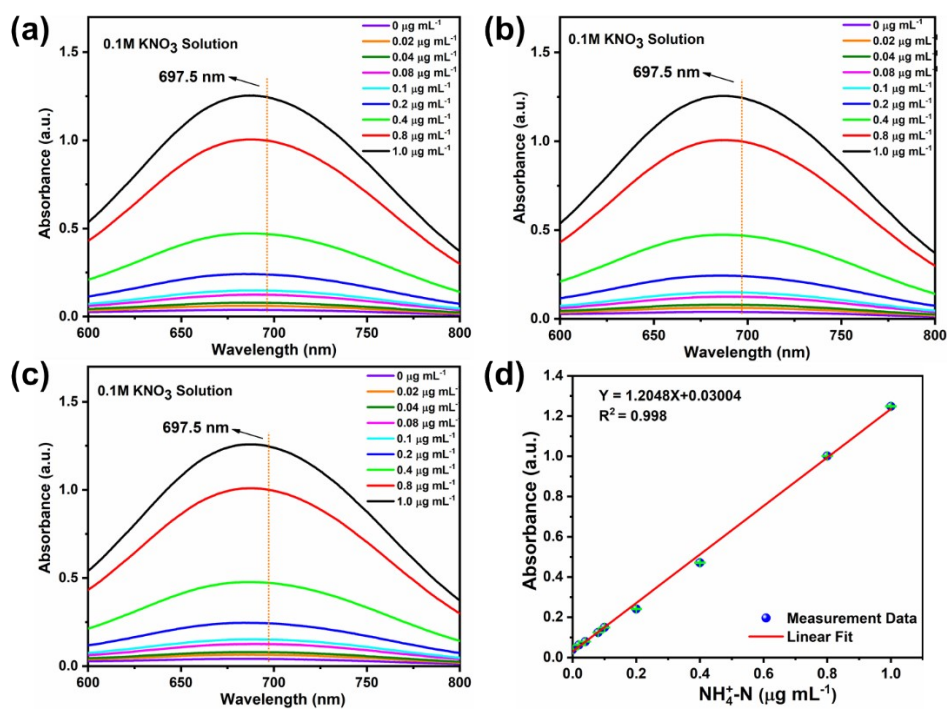 (a)
0.1M KNO₃ Solution
697.5 nm
0 μg mL⁻¹
0.02 μg mL⁻¹
0.04 μg mL⁻¹
0.08 μg mL⁻¹
0.1 μg mL⁻¹
0.2 μg mL⁻¹
0.4 μg mL⁻¹
0.8 μg mL⁻¹
1.0 μg mL⁻¹
Absorbance (a.u.)
1.5
1.0
0.5
0.0
600 650 700 750 800
Wavelength (nm)
(b)
0.1M KNO₃ Solution
697.5 nm
0 μg mL⁻¹
0.02 μg mL⁻¹
0.04 μg mL⁻¹
0.08 μg mL⁻¹
0.1 μg mL⁻¹
0.2 μg mL⁻¹
0.4 μg mL⁻¹
0.8 μg mL⁻¹
1.0 μg mL⁻¹
Absorbance (a.u.)
1.5
1.0
0.5
0.0
600 650 700 750 800
Wavelength (nm)
(c)
0.1M KNO₃ Solution
697.5 nm
0 μg mL⁻¹
0.02 μg mL⁻¹
0.04 μg mL⁻¹
0.08 μg mL⁻¹
0.1 μg mL⁻¹
0.2 μg mL⁻¹
0.4 μg mL⁻¹
0.8 μg mL⁻¹
1.0 μg mL⁻¹
Absorbance (a.u.)
1.5
1.0
0.5
0.0
600 650 700 750 800
Wavelength (nm)
(d)
Y = 1.2048X+0.03004
R² = 0.998
Absorbance (a.u.)
1.4
1.2
1.0
0.8
0.6
0.4
0.2
0.0
Measurement Data
Linear Fit
0.0 0.2 0.4 0.6 0.8 1.0
NH₄⁺-N (μg mL⁻¹)